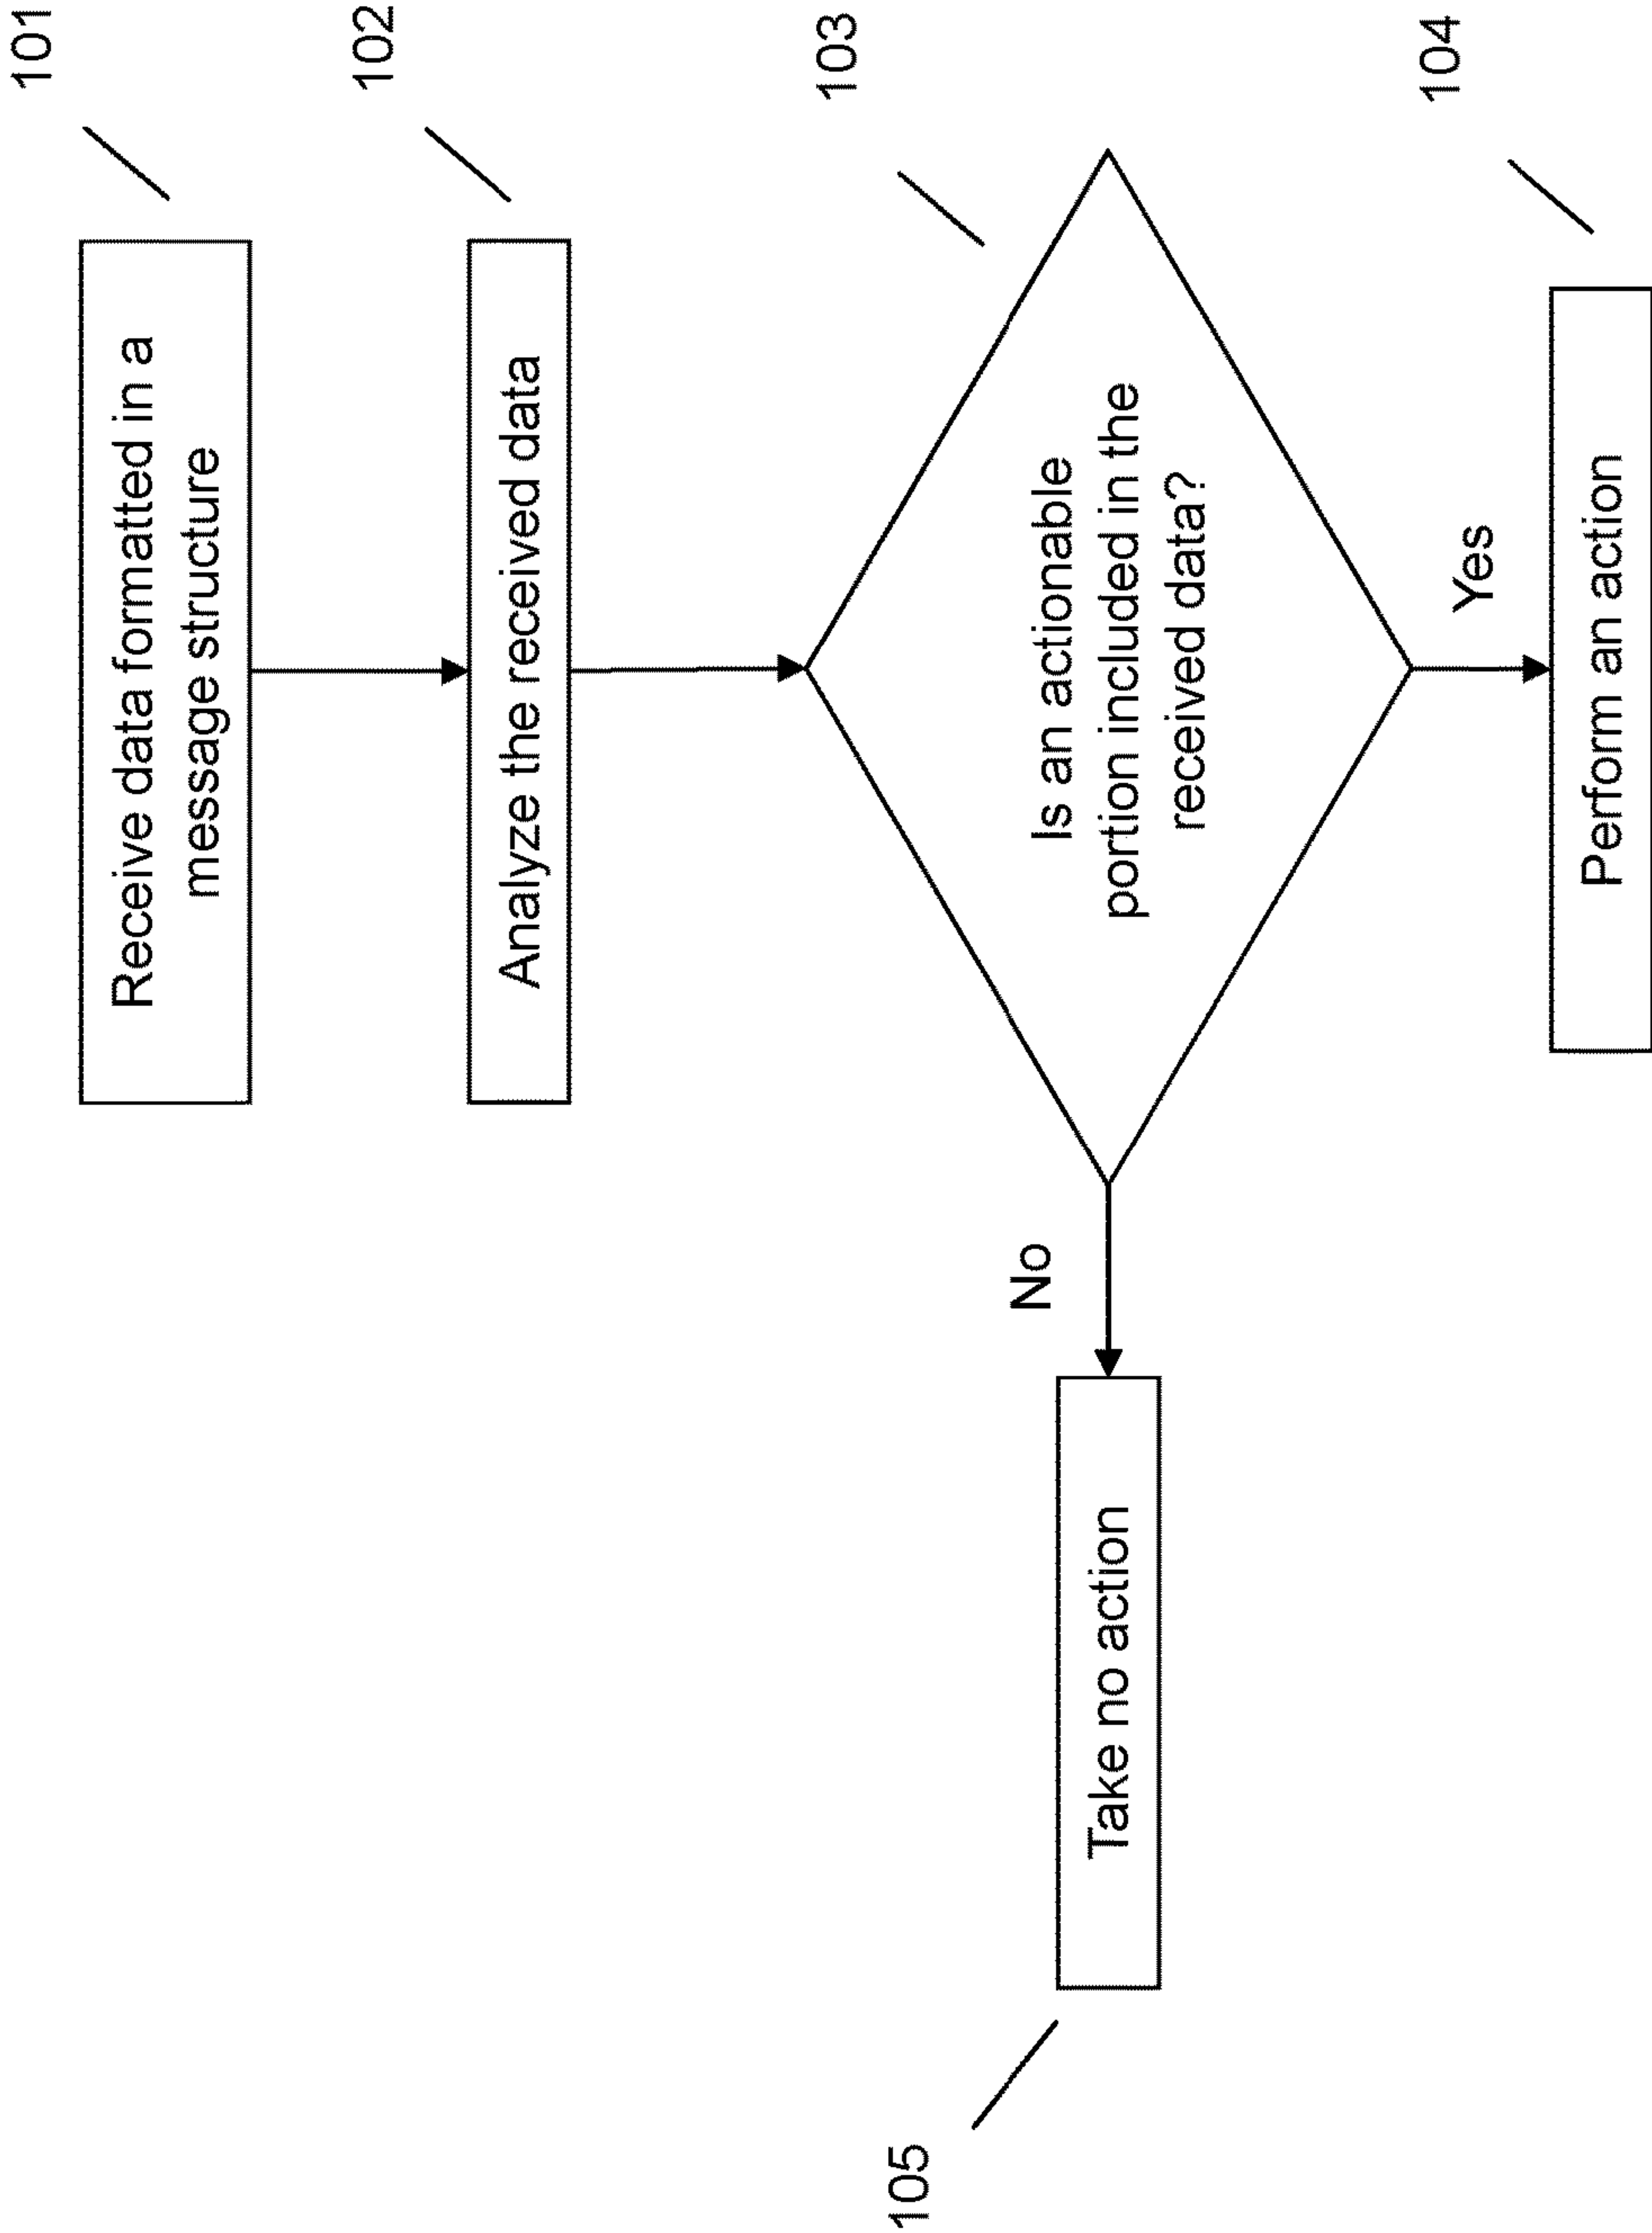 Receive data formatted in a
message structure
101
Analyze the received data
102
Is an actionable
portion included in the
received data?
103
No
Take no action
105
Yes
Perform an action
104